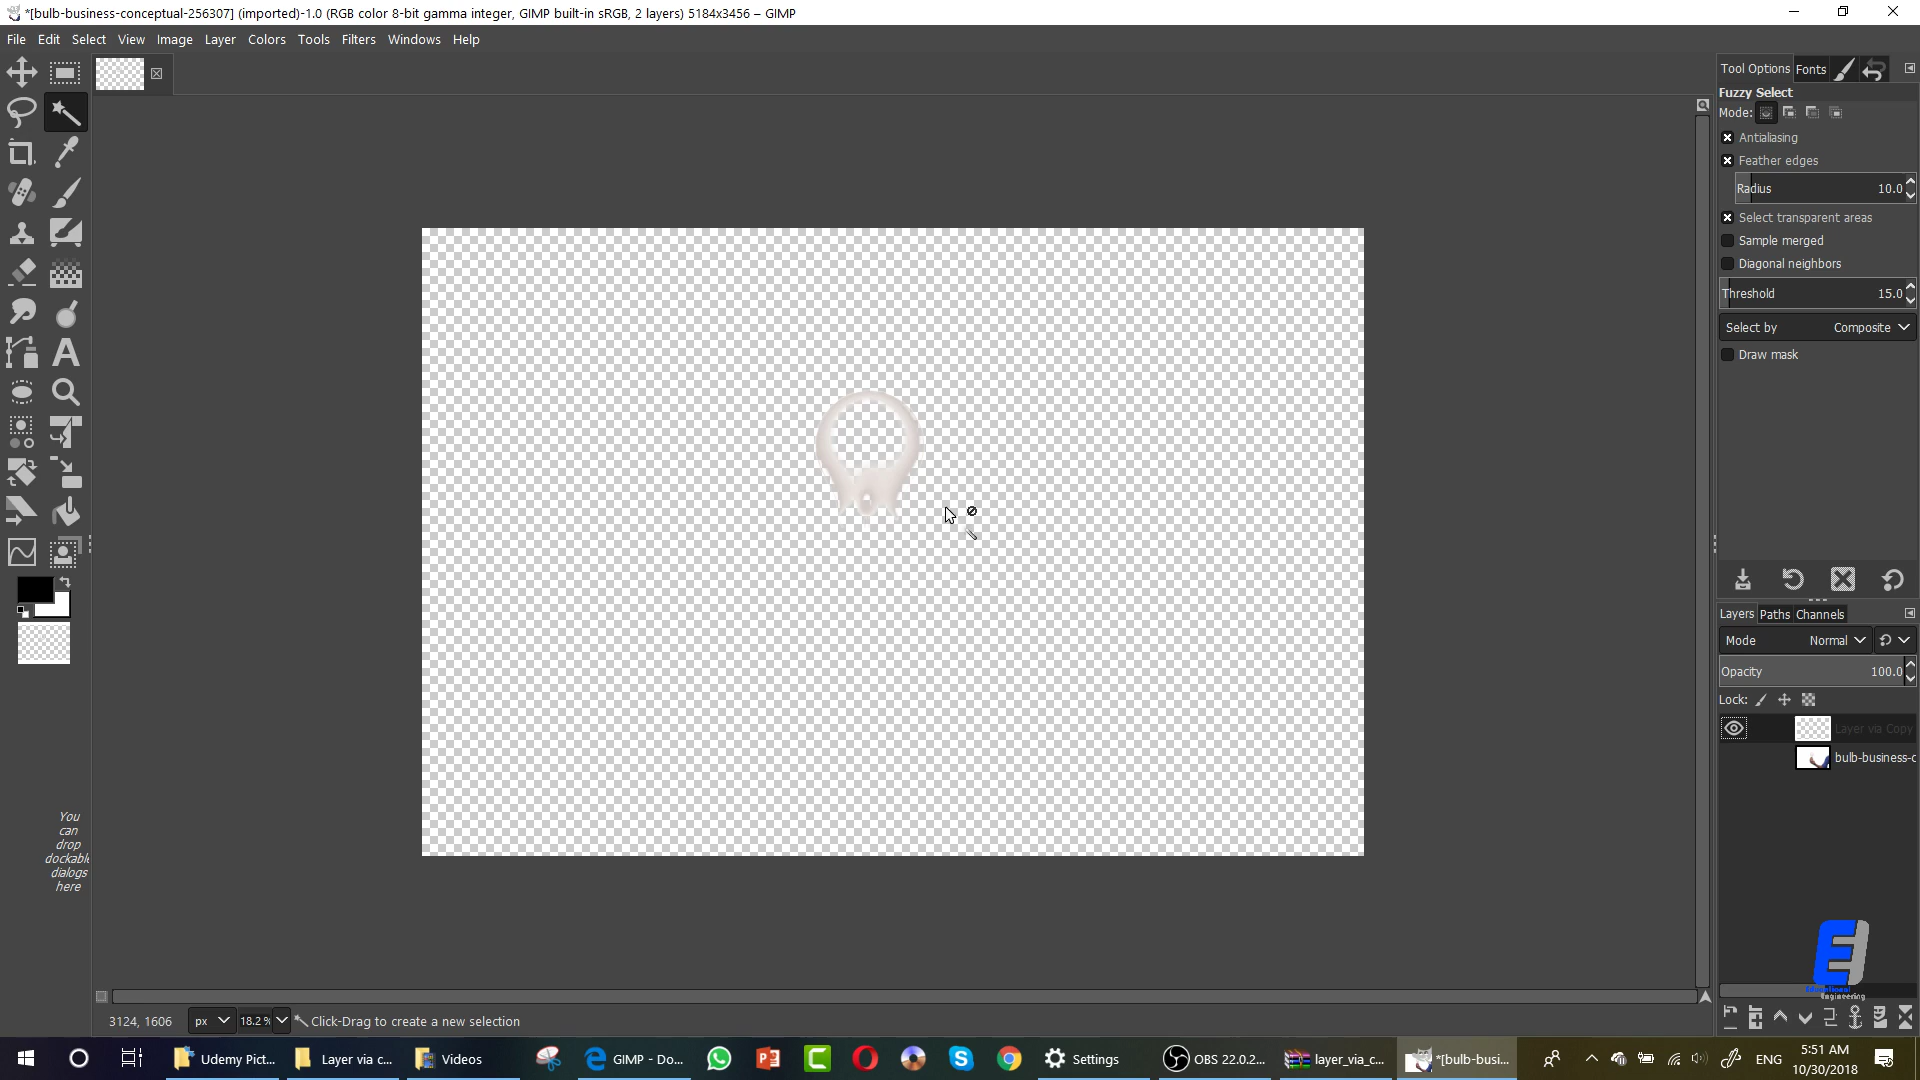 *[bulb-business-conceptual-256307] (imported)-1.0 (RGB color 8-bit gamma integer, GIMP built-in sRGB, 2 layers) 5184x3456 – GIMP
File Edit Select View Image Layer Colors Tools Filters Windows Help
Tool Options Fonts
Fuzzy Select
Mode:
Antialiasing
Feather edges
Radius 10.0
Select transparent areas
Sample merged
Diagonal neighbors
Threshold 15.0
Select by Composite
Draw mask
Layers Paths Channels
Mode Normal
Opacity 100.0
Lock:
Layer via Copy
bulb-business-c
You
can
drop
dockable
dialogs
here
Educational
Engineering
3124, 1606 px 18.2 % Click-Drag to create a new selection
Udemy Pict... Layer via c... Videos GIMP - Do... Settings OBS 22.0.2... layer_via_c... *[bulb-busi... ENG
5:51 AM
10/30/2018